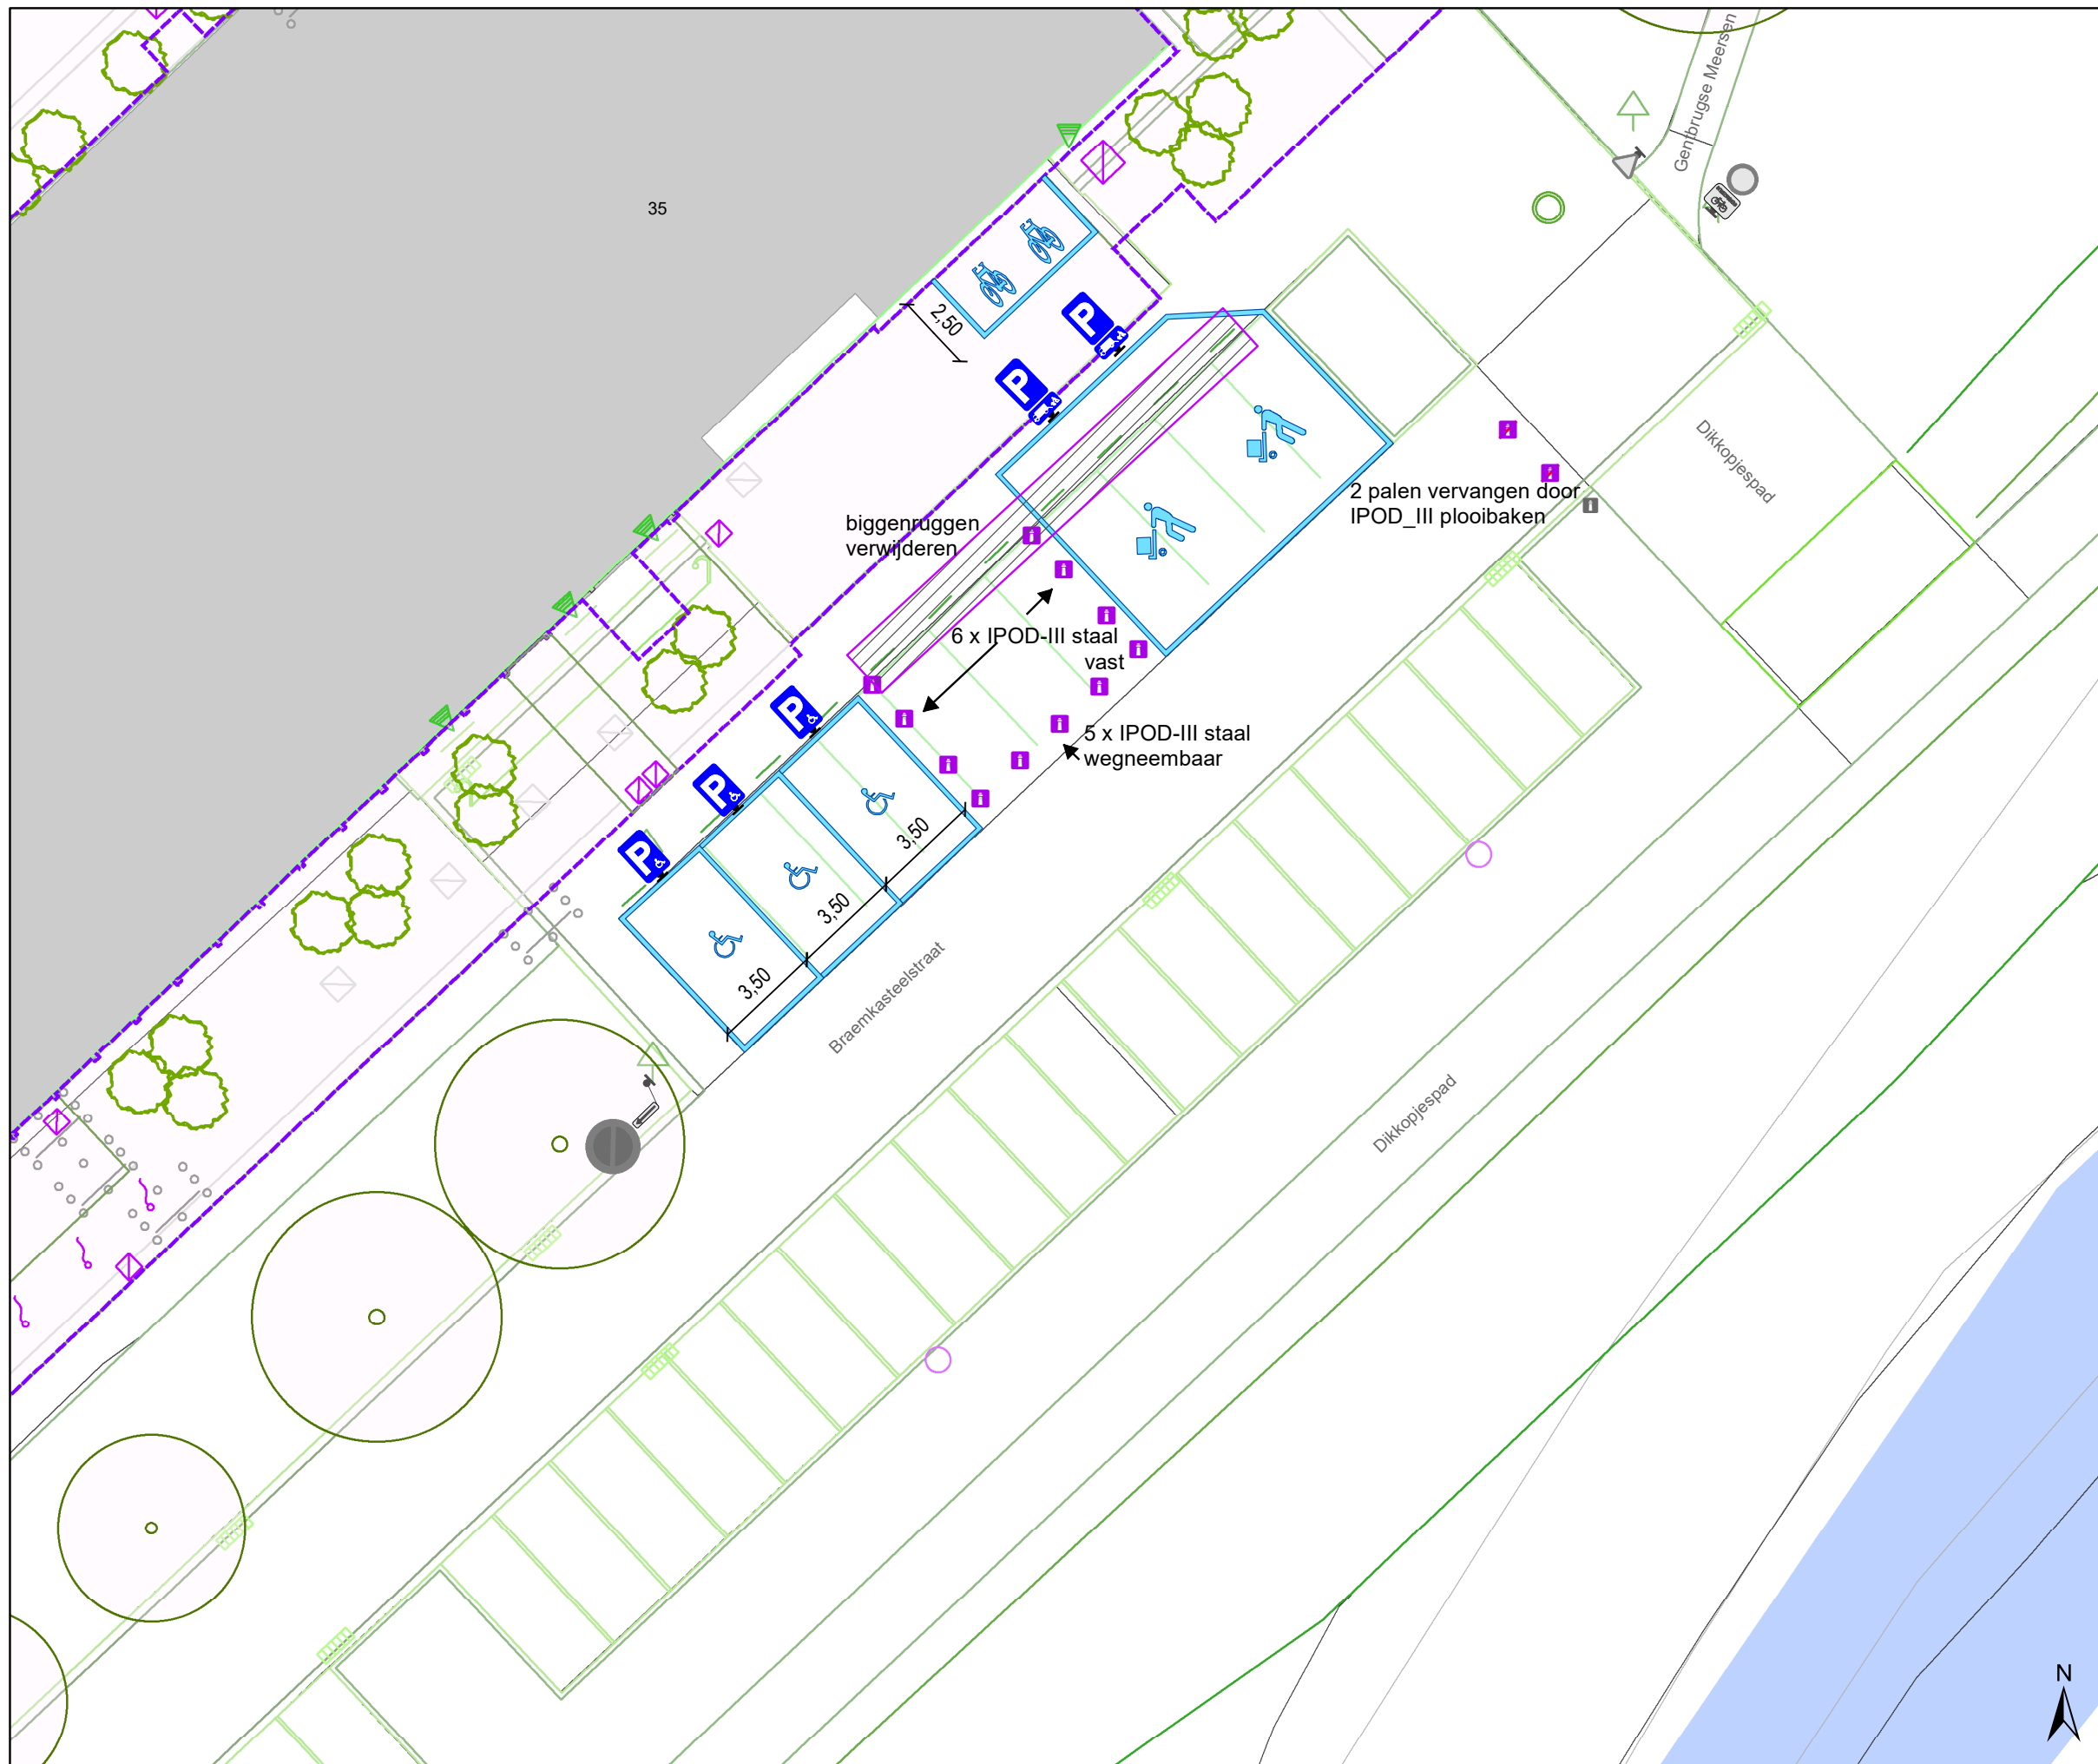 Gentbrugse Meersen
35
2,50
P
P
Dikkopjespad
2 palen vervangen door
IPOD_III plooibaken
biggenruggen
verwijderen
6 x IPOD-III staal
vast
P
5 x IPOD-III staal
wegneembaar
P
3,50
P
3,50
3,50
Braemkasteelstraat
Dikkopjespad
N